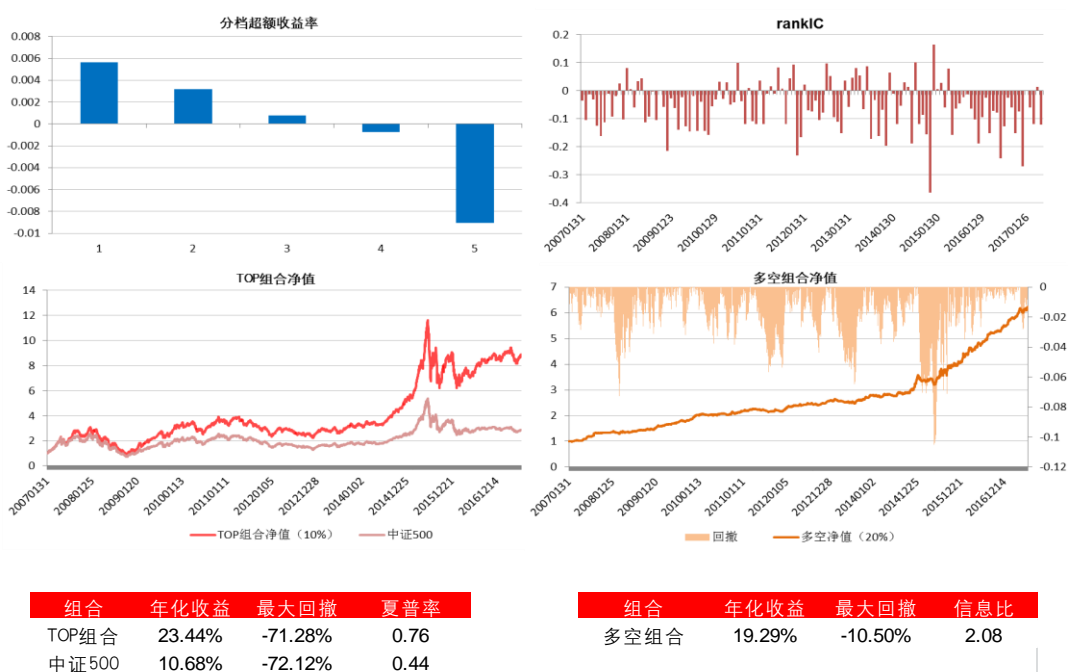 分档超额收益率
0.008
0.006
0.004
0.002
0
-0.002
-0.004
-0.006
-0.008
-0.01
1 2 3 4 5
rankIC
0.2
0.1
0
-0.1
-0.2
-0.3
-0.4
20070131 20080131 20090123 20100129 20110131 20120131 20130131 20140130 20150130 20160129 20170126
TOP组合净值
14
12
10
8
6
4
2
0
20070131 20080125 20090120 20100113 20110111 20120105 20121228 20140102 20141225 20151221 20161214
TOP组合净值（10%） 中证500
多空组合净值
7 0
6 -0.02
5 -0.04
4
3 -0.06
2 -0.08
1 -0.1
0 -0.12
20070131 20080125 20090120 20100113 20110111 20120105 20121228 20140102 20141225 20151221 20161214
回撤 多空净值（20%）
组合 年化收益 最大回撤 夏普率
TOP组合 23.44% -71.28% 0.76
中证500 10.68% -72.12% 0.44
组合 年化收益 最大回撤 信息比
多空组合 19.29% -10.50% 2.08